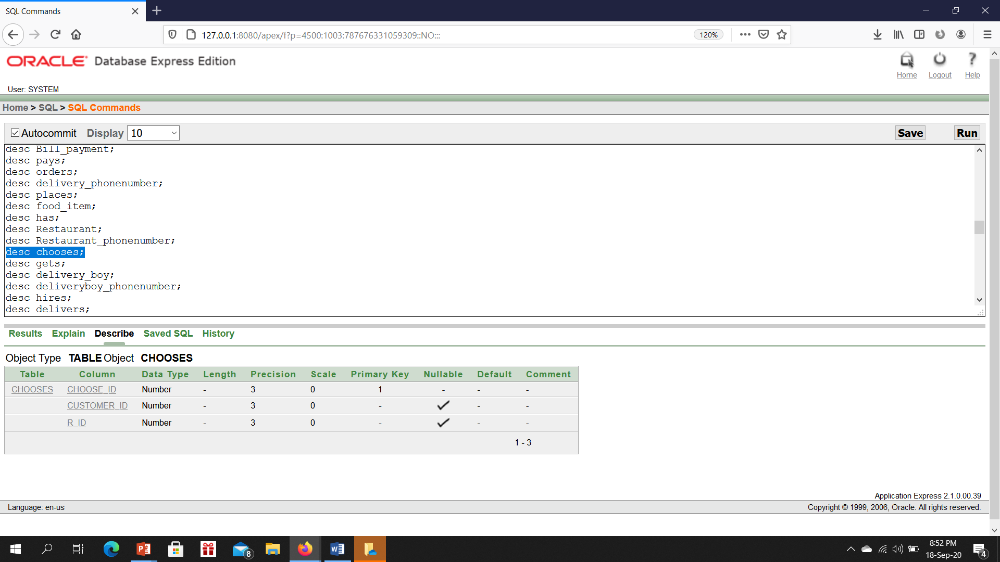 SQL Commands
127.0.0.1:8080/apex/f?p=4500:1003:787676331059309::NO:::
120%
ORACLE Database Express Edition
Home Logout Help
User: SYSTEM
Home > SQL > SQL Commands
Autocommit Display 10 Save Run
desc Bill_payment;
desc pays;
desc orders;
desc delivery_phonenumber;
desc places;
desc food_item;
desc has;
desc Restaurant;
desc Restaurant_phonenumber;
desc chooses;
desc gets;
desc delivery_boy;
desc deliveryboy_phonenumber;
desc hires;
desc delivers;
Results Explain Describe Saved SQL History
Object Type TABLE Object CHOOSES
Table Column Data Type Length Precision Scale Primary Key Nullable Default Comment
CHOOSES CHOOSE_ID Number - 3 0 1 - - -
CUSTOMER_ID Number - 3 0 - ✓ - -
R_ID Number - 3 0 - ✓ - -
1 - 3
Application Express 2.1.0.00.39
Language: en-us Copyright © 1999, 2006, Oracle. All rights reserved.
8
8:52 PM
18-Sep-20
4